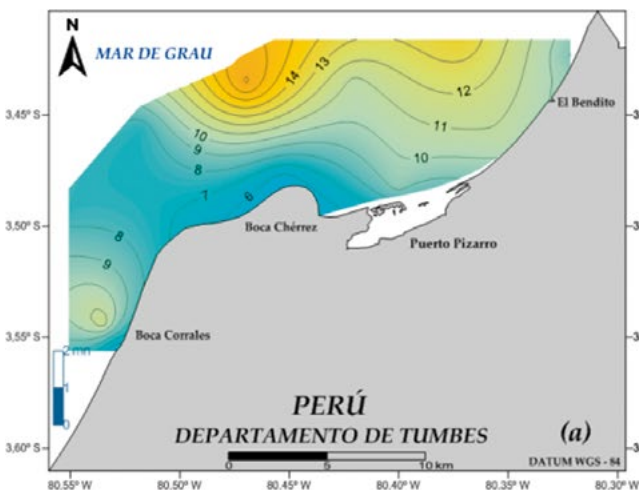 N
MAR DE GRAU
14
13
12
11
10
10
9
8
7
6
8
9
El Bendito
Boca Chérrez
Puerto Pizarro
Boca Corrales
3,45° S
3,50° S
3,55° S
3,60° S
2 mn
1
0
PERÚ
(a)
DEPARTAMENTO DE TUMBES
DATUM WGS - 84
0 5 10 km
80.55° W 80.50° W 80.45° W 80.40° W 80.35° W 80.30° W